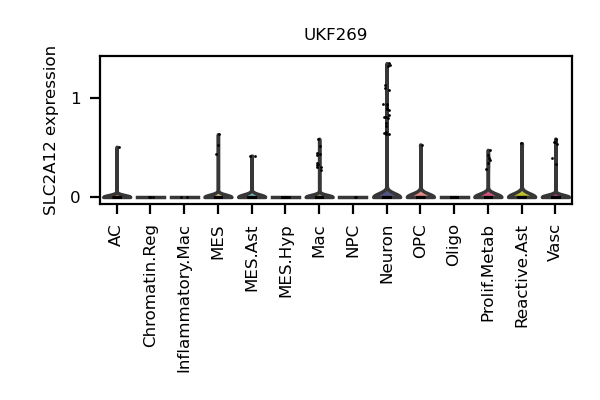 UKF269
SLC2A12 expression
1
0
AC
Chromatin.Reg
Inflammatory.Mac
MES
MES.Ast
MES.Hyp
Mac
NPC
Neuron
OPC
Oligo
Prolif.Metab
Reactive.Ast
Vasc